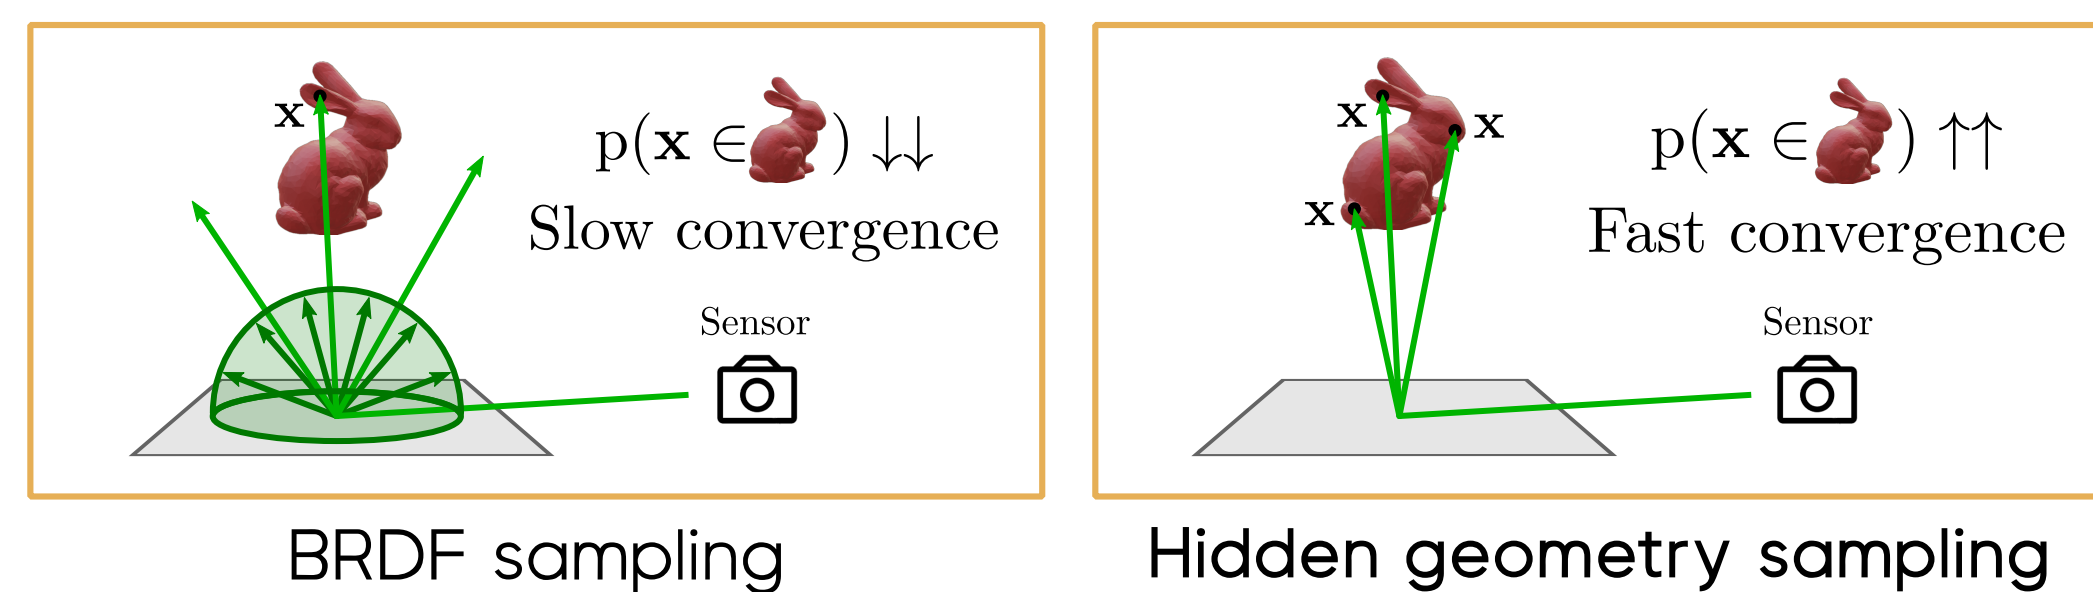 x
p(x ∈ ) ↓↓
Slow convergence
Sensor
BRDF sampling
x
x
x
p(x ∈ ) ↑↑
Fast convergence
Sensor
Hidden geometry sampling